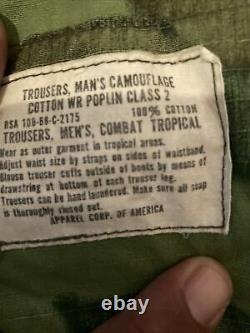 TROUSERS, MAN'S CAMOUFLAGE
COTTON WR POPLIN CLASS 2
DSA 100-68-C-2175 100% COTTON
TROUSERS, MEN'S, COMBAT TROPICAL
Wear as outer garment in tropical areas.
Adjust waist size by straps on sides of waistband.
Blouse trouser cuffs outside of boots by means of
drawstring at bottom of each trouser leg.
Trousers can be hand laundered. Make sure all soap
is thoroughly rinsed out.
APPAREL CORP. OF AMERICA